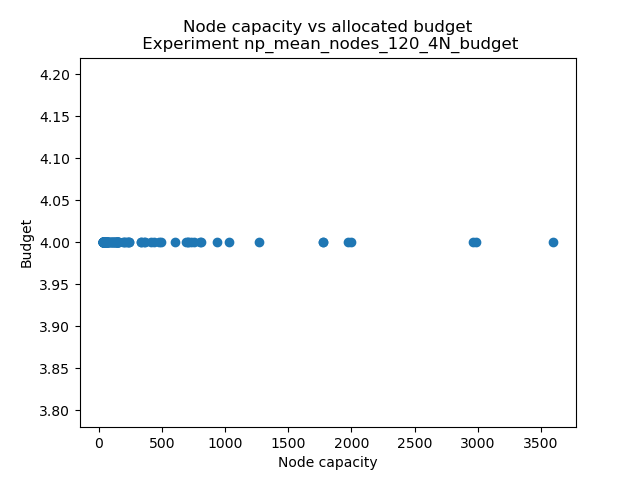 Node capacity vs allocated budget
Experiment np_mean_nodes_120_4N_budget
4.20
4.15
4.10
4.05
4.00
3.95
3.90
3.85
3.80
Budget
0 500 1000 1500 2000 2500 3000 3500
Node capacity